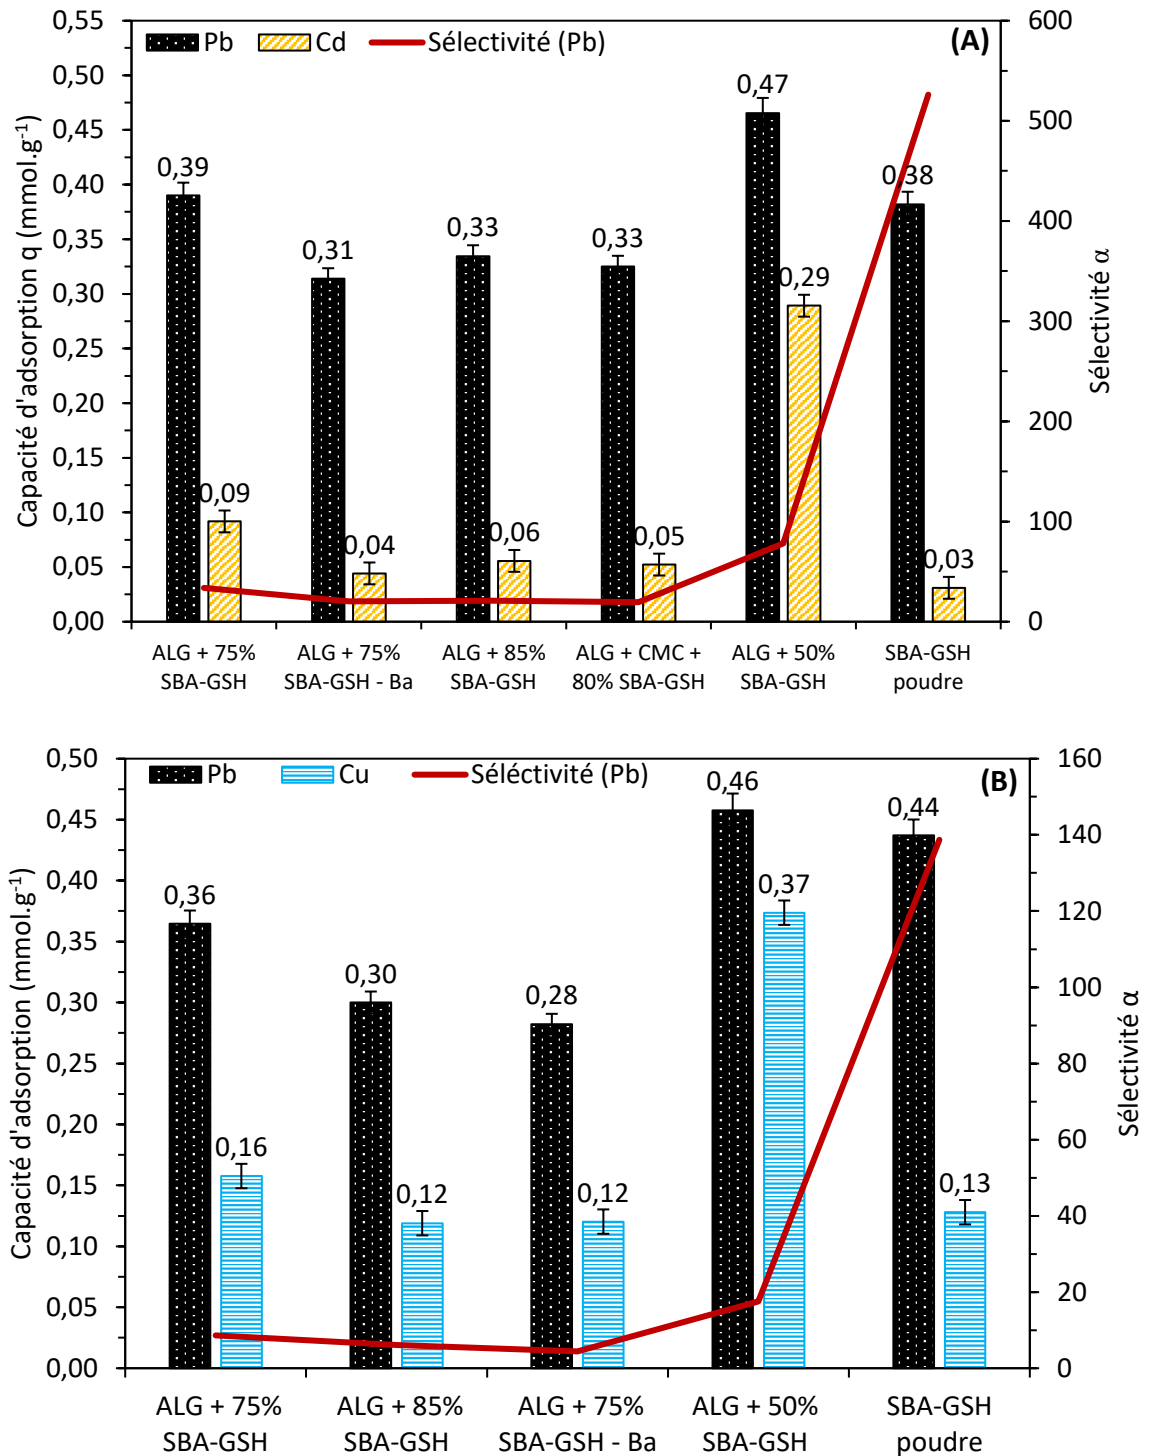 Pb Cd Sélectivité (Pb) (A)
Capacité d'adsorption q (mmol.g-1)
0,55
0,50
0,45
0,40
0,35
0,30
0,25
0,20
0,15
0,10
0,05
0,00
0,39
0,09
0,31
0,04
0,33
0,06
0,33
0,05
0,47
0,29
0,38
0,03
600
500
400
300
200
100
0
Sélectivité α
ALG + 75%
SBA-GSH
ALG + 75%
SBA-GSH - Ba
ALG + 85%
SBA-GSH
ALG + CMC +
80% SBA-GSH
ALG + 50%
SBA-GSH
SBA-GSH
poudre
Pb Cu Séléctivité (Pb) (B)
Capacité d'adsorption (mmol.g-1)
0,50
0,45
0,40
0,35
0,30
0,25
0,20
0,15
0,10
0,05
0,00
0,36
0,16
0,30
0,12
0,28
0,12
0,46
0,37
0,44
0,13
160
140
120
100
80
60
40
20
0
Sélectivité α
ALG + 75%
SBA-GSH
ALG + 85%
SBA-GSH
ALG + 75%
SBA-GSH - Ba
ALG + 50%
SBA-GSH
SBA-GSH
poudre